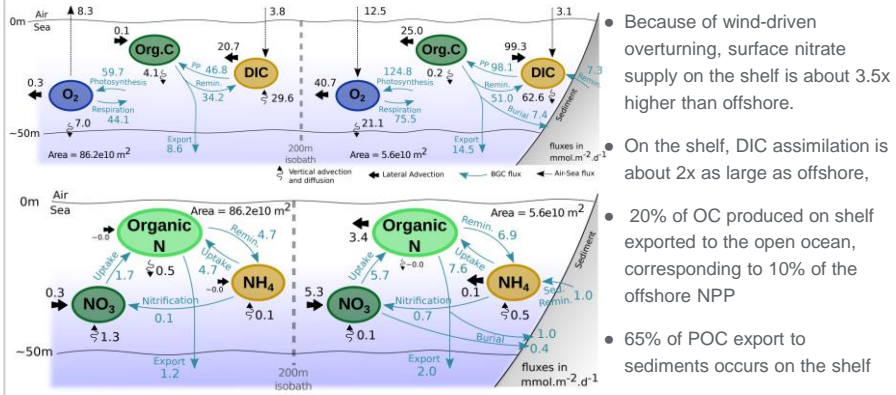 8.3
0.1
3.8
12.5
25.0
3.1
0m
Air
Sea
Org.C
20.7
PP 46.8
DIC
Remin.
34.2
4.1
0.3
59.7
Photosynthesis
O₂
Respiration
44.1
29.6
7.0
Export
8.6
~50m
Area = 86.2e10 m²
200m
isobath
Org.C
99.3
PP 98.1
DIC
Remin.
51.0
0.2
40.7
124.8
Photosynthesis
O₂
Respiration
75.5
62.6
7.3
Remin.
Burial 7.4
Sediment
21.1
Export
14.5
Area = 5.6e10 m²
fluxes in
mmol.m⁻².d⁻¹
Vertical advection
and diffusion
Lateral Advection
BGC flux
Air-Sea flux
0m
Air
Sea
Area = 86.2e10 m²
Organic
N
−0.0
Remin.
4.7
Uptake
4.7
Uptake
1.7
0.5
−0.0
NH₄
0.3
NO₃
Nitrification
0.1
0.1
1.3
~50m
Export
1.2
200m
isobath
Area = 5.6e10 m²
Organic
N
3.4
Remin.
6.9
Uptake
7.6
Uptake
5.7
−0.0
NH₄
0.1
5.3
NO₃
Nitrification
0.7
0.5
0.1
Sed.
Remin.
1.0
Sediment
Burial
1.0
0.4
Export
2.0
fluxes in
mmol.m⁻².d⁻¹
● Because of wind-driven
overturning, surface nitrate
supply on the shelf is about 3.5x
higher than offshore.
● On the shelf, DIC assimilation is
about 2x as large as offshore,
● 20% of OC produced on shelf
exported to the open ocean,
corresponding to 10% of the
offshore NPP
● 65% of POC export to
sediments occurs on the shelf